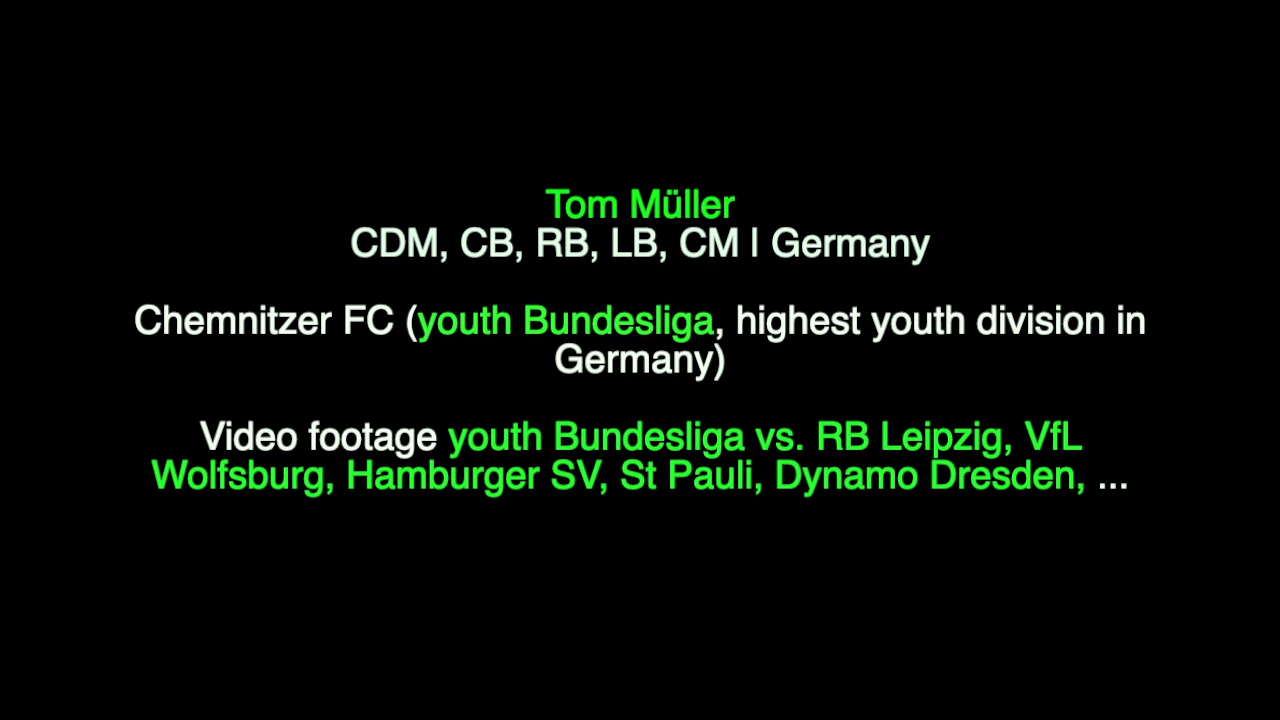 Tom Müller
CDM, CB, RB, LB, CM | Germany
Chemnitzer FC (youth Bundesliga, highest youth division in
Germany)
Video footage youth Bundesliga vs. RB Leipzig, VfL
Wolfsburg, Hamburger SV, St Pauli, Dynamo Dresden, ...